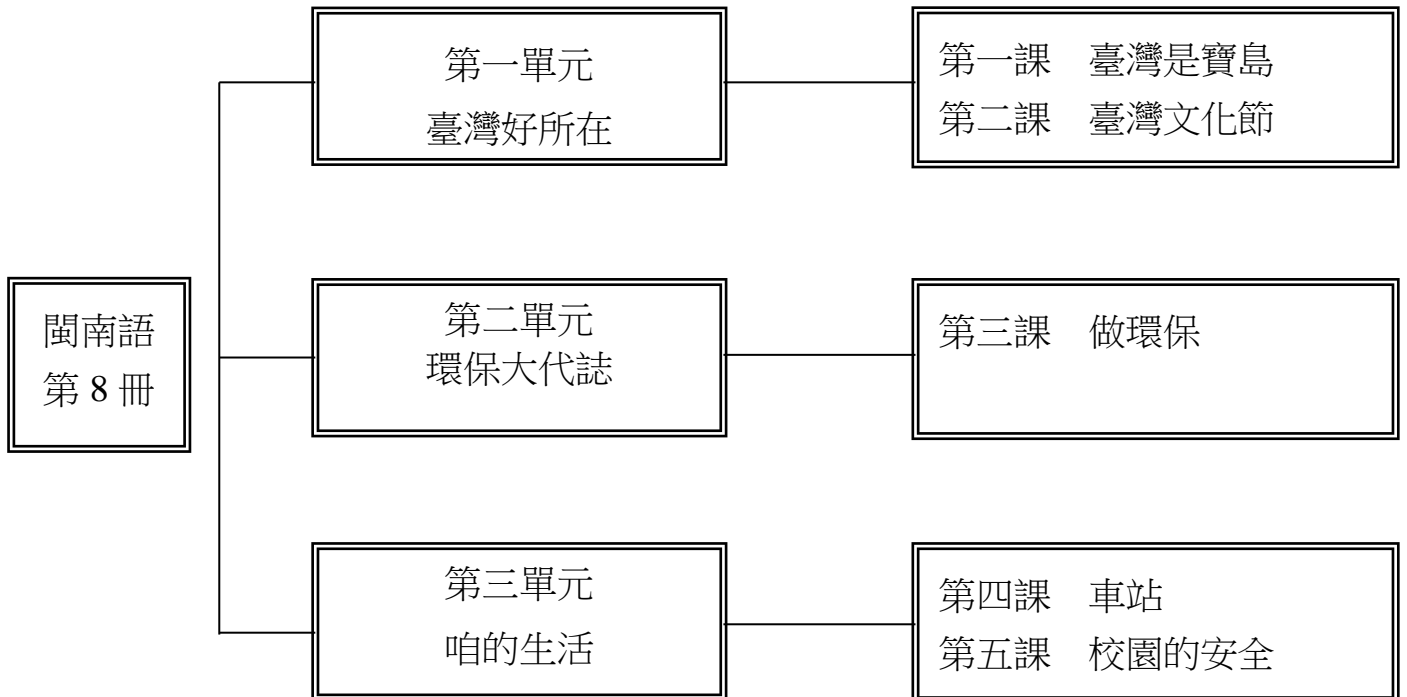 閩南語
第 8 冊
第一單元
臺灣好所在
第一課 臺灣是寶島
第二課 臺灣文化節
第二單元
環保大代誌
第三課 做環保
第三單元
咱的生活
第四課 車站
第五課 校園的安全